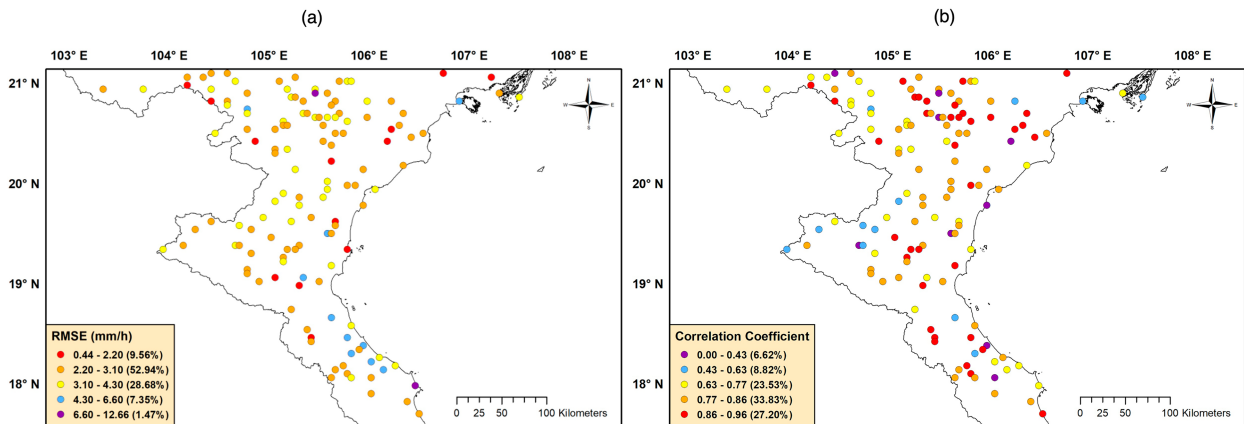 (a)
(b)
103° E
104° E
105° E
106° E
107° E
108° E
103° E
104° E
105° E
106° E
107° E
108° E
21° N
20° N
19° N
18° N
21° N
20° N
19° N
18° N
N
W
E
S
N
W
E
S
RMSE (mm/h)
0.44 - 2.20 (9.56%)
2.20 - 3.10 (52.94%)
3.10 - 4.30 (28.68%)
4.30 - 6.60 (7.35%)
6.60 - 12.66 (1.47%)
0 25 50 100 Kilometers
Correlation Coefficient
0.00 - 0.43 (6.62%)
0.43 - 0.63 (8.82%)
0.63 - 0.77 (23.53%)
0.77 - 0.86 (33.83%)
0.86 - 0.96 (27.20%)
0 25 50 100 Kilometers